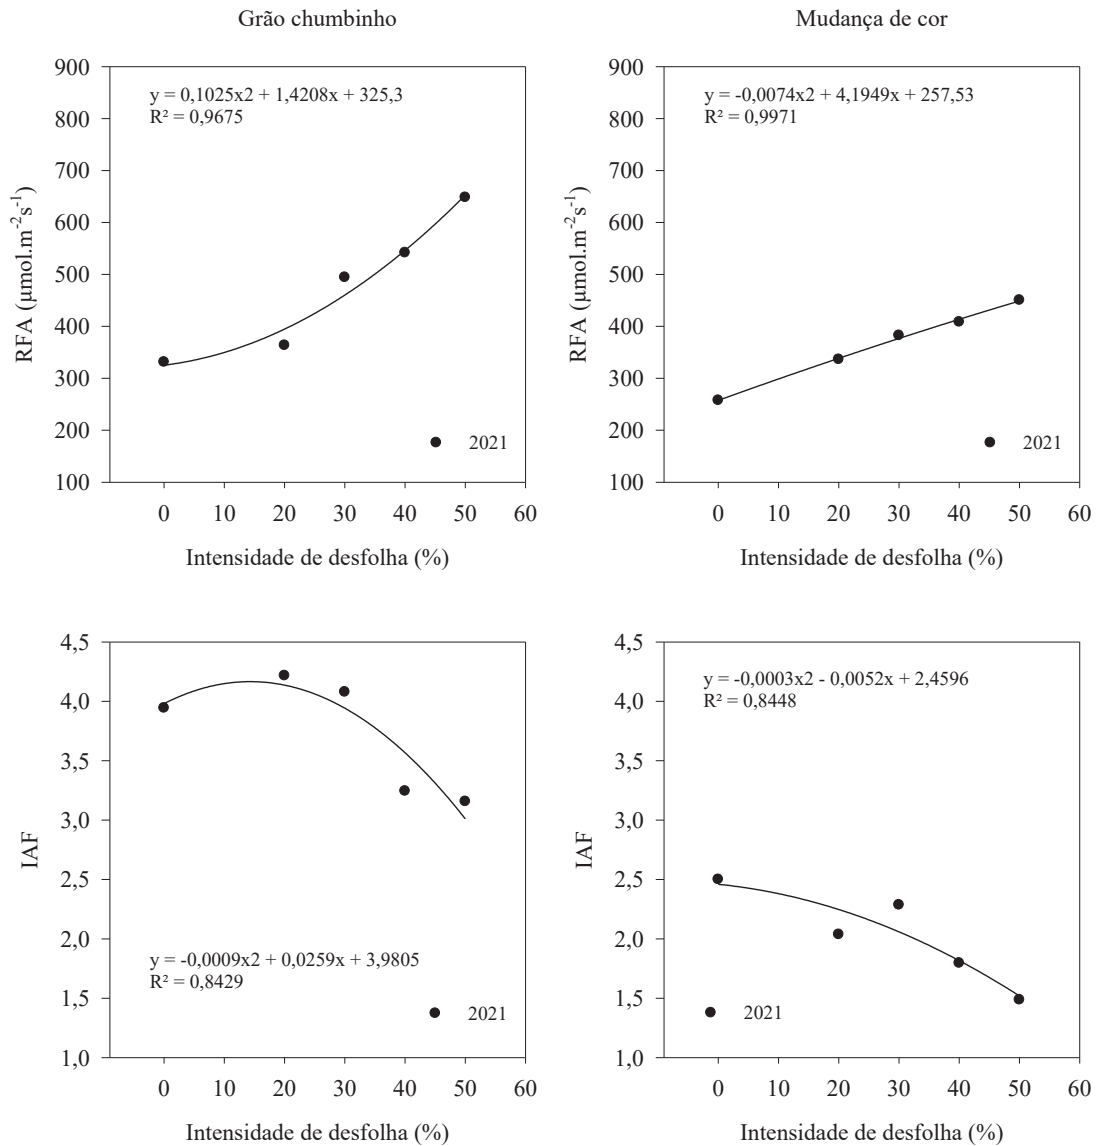 Grão chumbinho
Mudança de cor
900
800
700
600
500
400
300
200
100
RFA (µmol.m⁻²s⁻¹)
y = 0,1025x2 + 1,4208x + 325,3
R² = 0,9675
2021
0 10 20 30 40 50 60
Intensidade de desfolha (%)
900
800
700
600
500
400
300
200
100
RFA (µmol.m⁻²s⁻¹)
y = -0,0074x2 + 4,1949x + 257,53
R² = 0,9971
2021
0 10 20 30 40 50 60
Intensidade de desfolha (%)
4,5
4,0
3,5
3,0
2,5
2,0
1,5
1,0
IAF
y = -0,0009x2 + 0,0259x + 3,9805
R² = 0,8429
2021
0 10 20 30 40 50 60
Intensidade de desfolha (%)
4,5
4,0
3,5
3,0
2,5
2,0
1,5
1,0
IAF
y = -0,0003x2 - 0,0052x + 2,4596
R² = 0,8448
2021
0 10 20 30 40 50 60
Intensidade de desfolha (%)